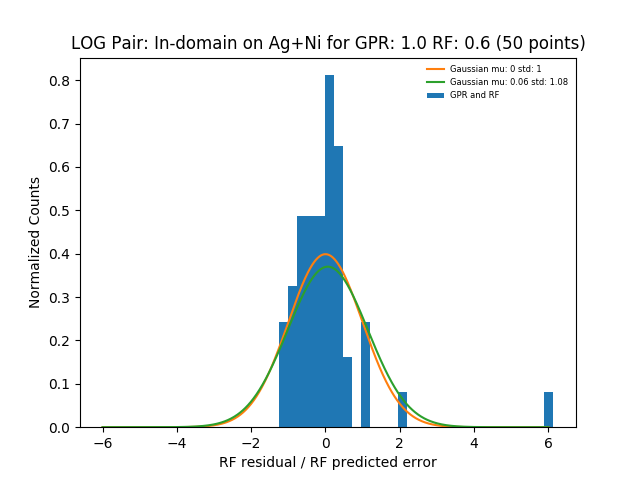 LOG Pair: In-domain on Ag+Ni for GPR: 1.0 RF: 0.6 (50 points)
Gaussian mu: 0 std: 1
Gaussian mu: 0.06 std: 1.08
GPR and RF
Normalized Counts
0.8
0.7
0.6
0.5
0.4
0.3
0.2
0.1
0.0
−6 −4 −2 0 2 4 6
RF residual / RF predicted error